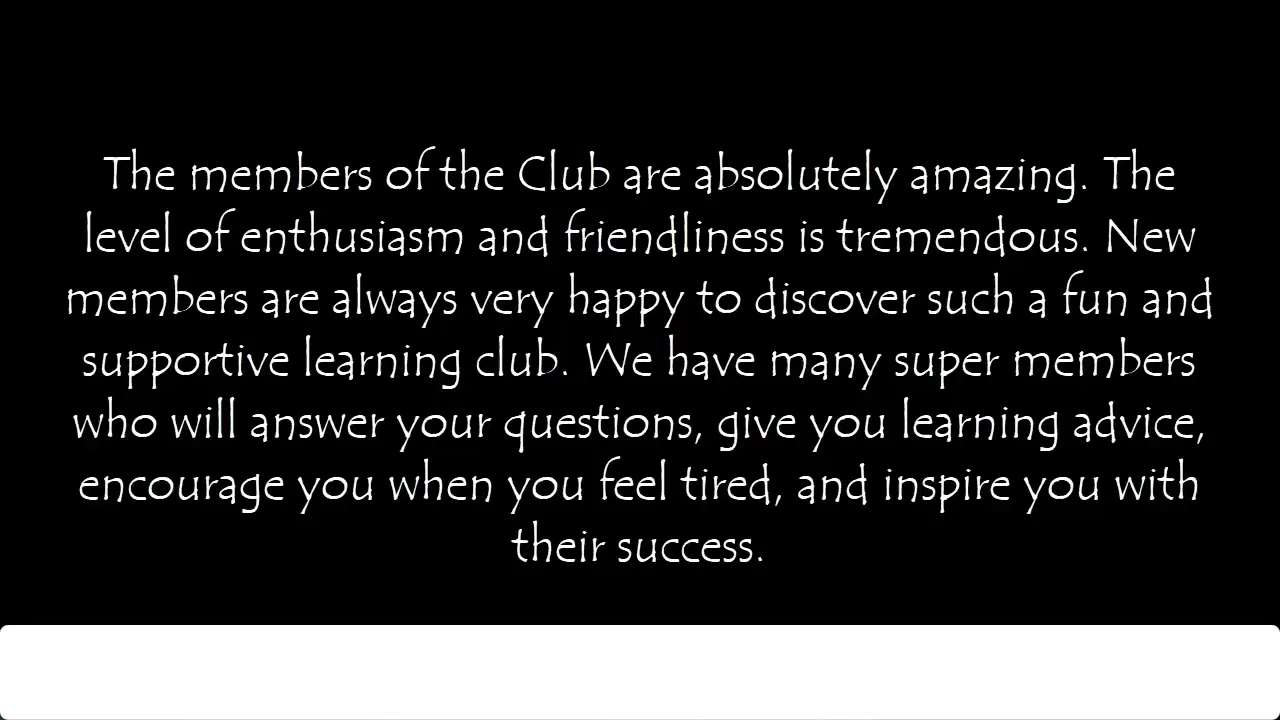 The members of the Club are absolutely amazing. The
level of enthusiasm and friendliness is tremendous. New
members are always very happy to discover such a fun and
supportive learning club. We have many super members
who will answer your questions, give you learning advice,
encourage you when you feel tired, and inspire you with
their success.